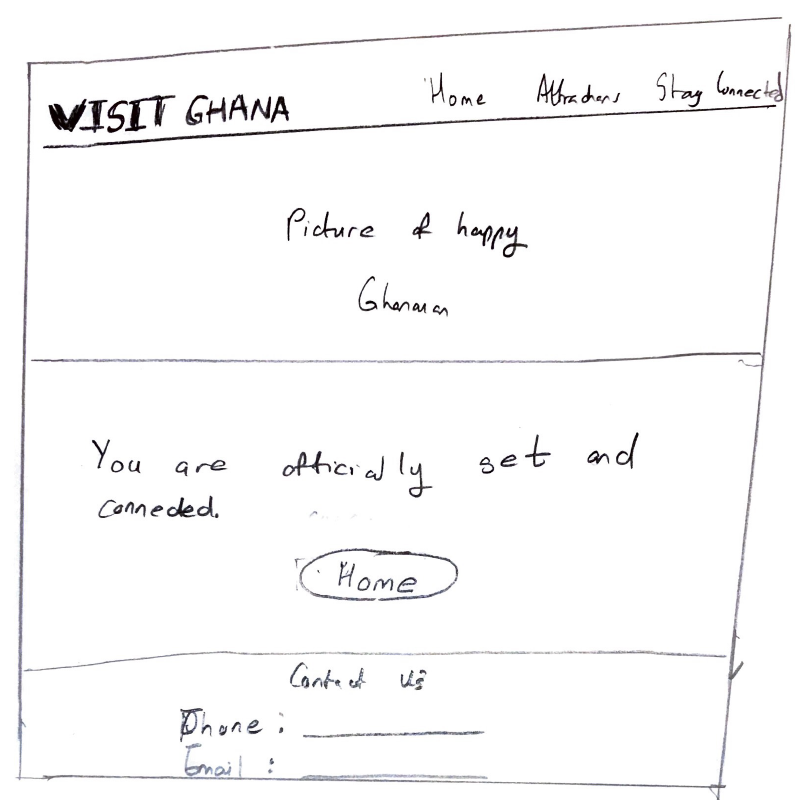 VISIT GHANA
Home Attractions Stay Connected
Picture of happy
Ghanaian
You are officially set and
connected.
Home
Contact Us
Phone :
Email :